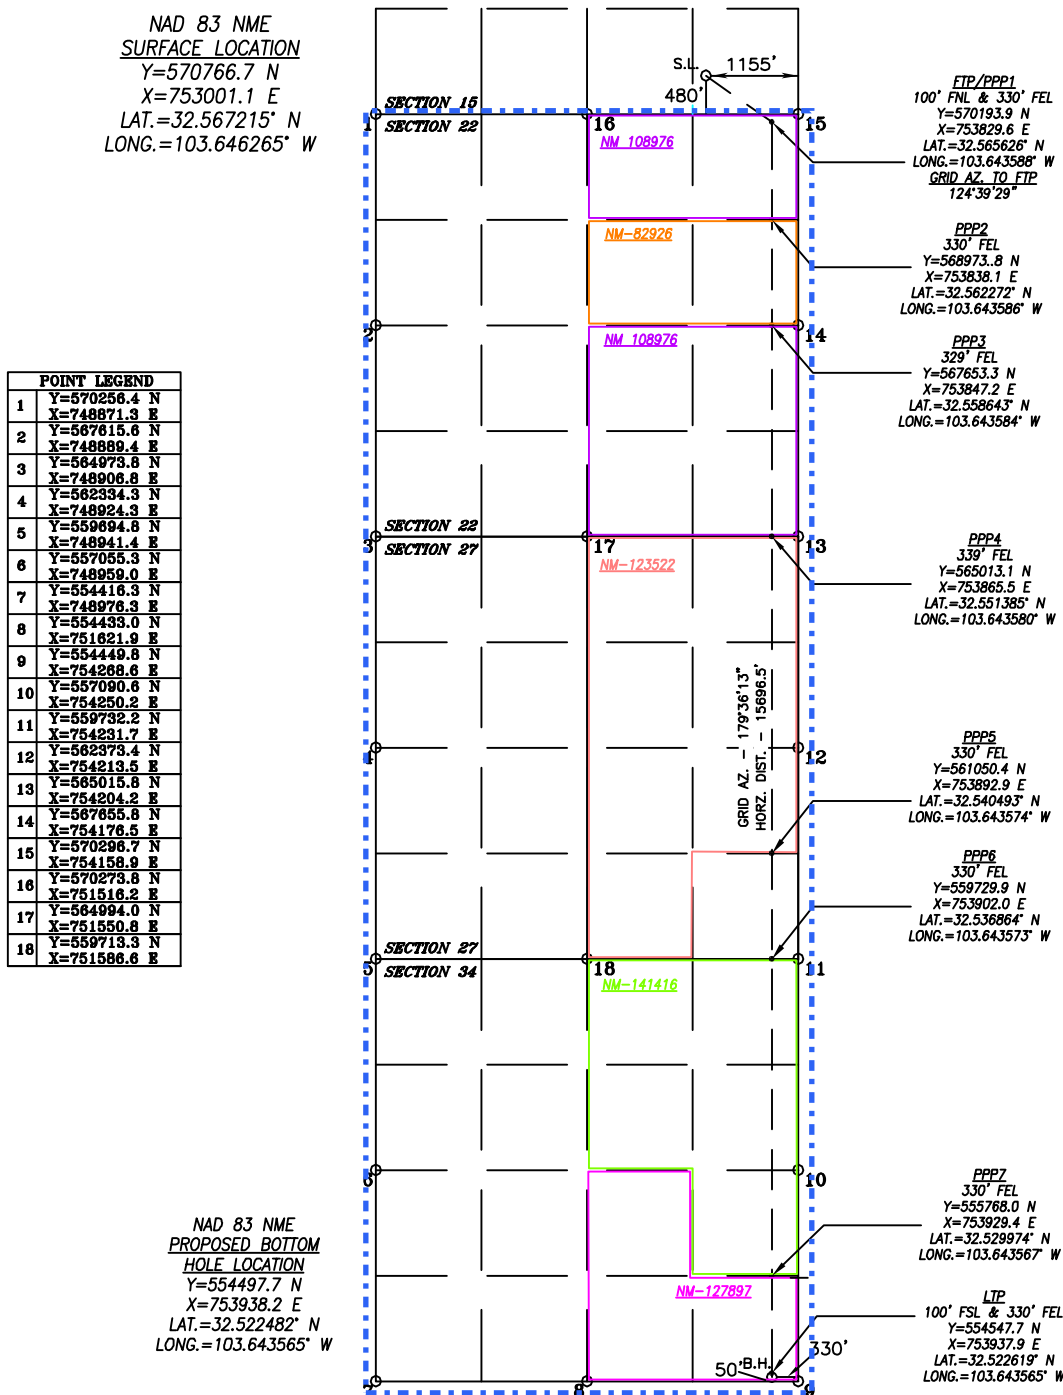 NAD 83 NME
SURFACE LOCATION
Y=570766.7 N
X=753001.1 E
LAT.=32.567215° N
LONG.=103.646265° W
S.L.
1155'
480'
SECTION 15
SECTION 22
1
16
15
NM 108976
FTP/PPP1
100' FNL & 330' FEL
Y=570193.9 N
X=753829.6 E
LAT.=32.565626° N
LONG.=103.643588° W
GRID AZ. TO FTP
124°39'29"
NM-82926
PPP2
330' FEL
Y=568973..8 N
X=753838.1 E
LAT.=32.562272° N
LONG.=103.643586° W
2
14
NM 108976
PPP3
329' FEL
Y=567653.3 N
X=753847.2 E
LAT.=32.558643° N
LONG.=103.643584° W
POINT LEGEND
1 Y=570256.4 N
X=748871.3 E
2 Y=567615.6 N
X=748889.4 E
3 Y=564973.8 N
X=748906.8 E
4 Y=562334.3 N
X=748924.3 E
5 Y=559694.8 N
X=748941.4 E
6 Y=557055.3 N
X=748959.0 E
7 Y=554416.3 N
X=748976.3 E
8 Y=554433.0 N
X=751621.9 E
9 Y=554449.8 N
X=754268.6 E
10 Y=557090.6 N
X=754250.2 E
11 Y=559732.2 N
X=754231.7 E
12 Y=562373.4 N
X=754213.5 E
13 Y=565015.8 N
X=754204.2 E
14 Y=567655.8 N
X=754176.5 E
15 Y=570296.7 N
X=754158.9 E
16 Y=570273.8 N
X=751516.2 E
17 Y=564994.0 N
X=751550.8 E
18 Y=559713.3 N
X=751586.6 E
SECTION 22
SECTION 27
3
17
13
NM-123522
PPP4
339' FEL
Y=565013.1 N
X=753865.5 E
LAT.=32.551385° N
LONG.=103.643580° W
GRID AZ. - 179°36'13"
HORZ. DIST. - 15696.5'
4
12
PPP5
330' FEL
Y=561050.4 N
X=753892.9 E
LAT.=32.540493° N
LONG.=103.643574° W
PPP6
330' FEL
Y=559729.9 N
X=753902.0 E
LAT.=32.536864° N
LONG.=103.643573° W
SECTION 27
SECTION 34
5
18
11
NM-141416
6
10
PPP7
330' FEL
Y=555768.0 N
X=753929.4 E
LAT.=32.529974° N
LONG.=103.643567° W
NM-127897
NAD 83 NME
PROPOSED BOTTOM
HOLE LOCATION
Y=554497.7 N
X=753938.2 E
LAT.=32.522482° N
LONG.=103.643565° W
LTP
100' FSL & 330' FEL
Y=554547.7 N
X=753937.9 E
LAT.=32.522619° N
LONG.=103.643565° W
330'
50'
B.H.
7
8
9